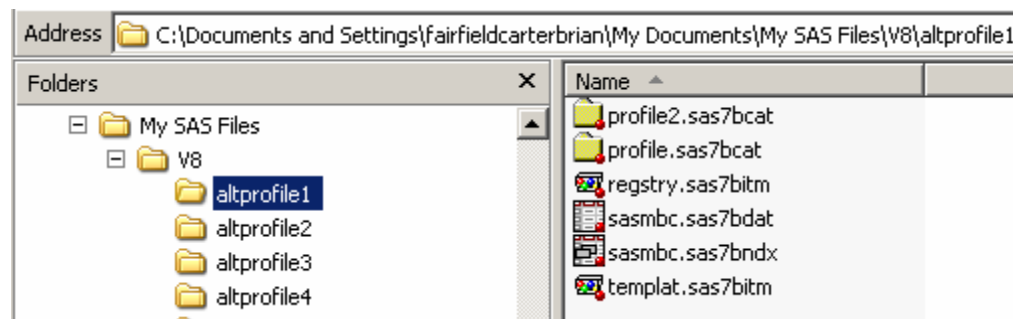 Address C:\Documents and Settings\fairfieldcarterbrian\My Documents\My SAS Files\V8\altprofile1
Folders
Name
My SAS Files
V8
altprofile1
altprofile2
altprofile3
altprofile4
profile2.sas7bcat
profile.sas7bcat
regstry.sas7bitm
sasmbc.sas7bdat
sasmbc.sas7bndx
templat.sas7bitm